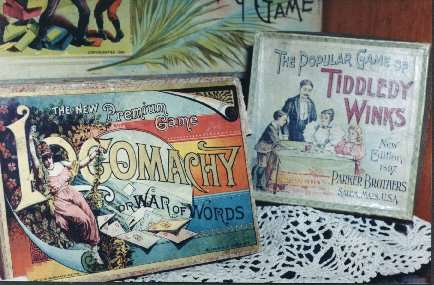 GAME
THE NEW Premium
Game
LOGOMACHY
OR WAR OF WORDS
THE POPULAR GAME OF
TIDDLEDY
WINKS
New
Edition,
1897
PARKER BROTHERS
SALEM, MASS. U.S.A.